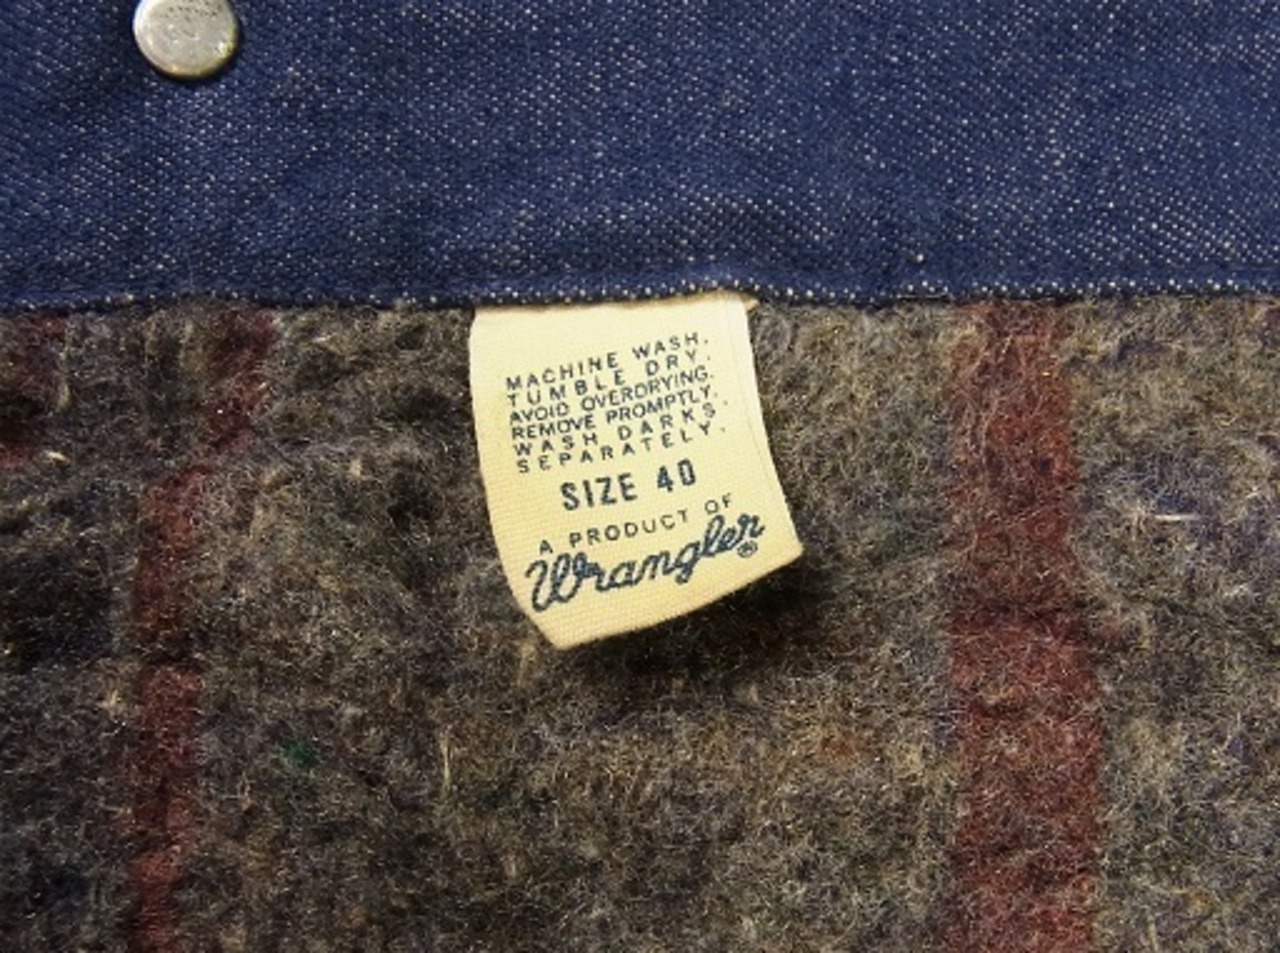 MACHINE WASH.
TUMBLE DRY.
AVOID OVERDRYING.
REMOVE PROMPTLY.
WASH DARKS
SEPARATELY.
SIZE 40
A PRODUCT OF
Wrangler®